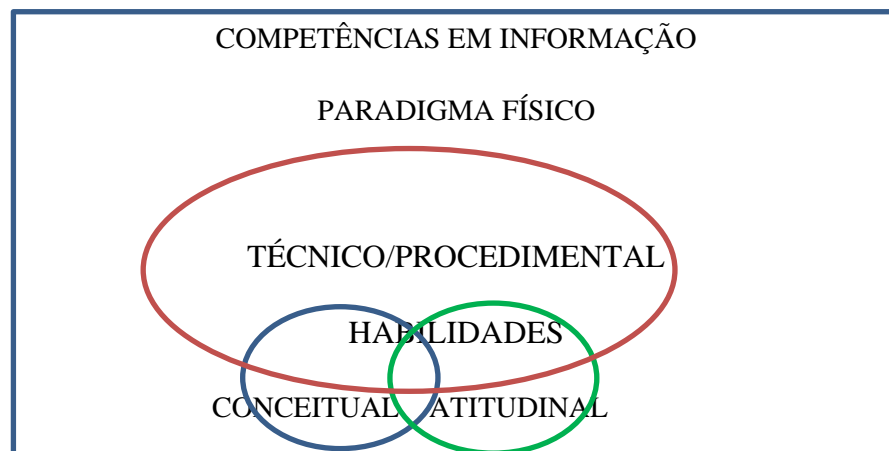 COMPETÊNCIAS EM INFORMAÇÃO
PARADIGMA FÍSICO
TÉCNICO/PROCEDIMENTAL
HABILIDADES
CONCEITUAL ATITUDINAL